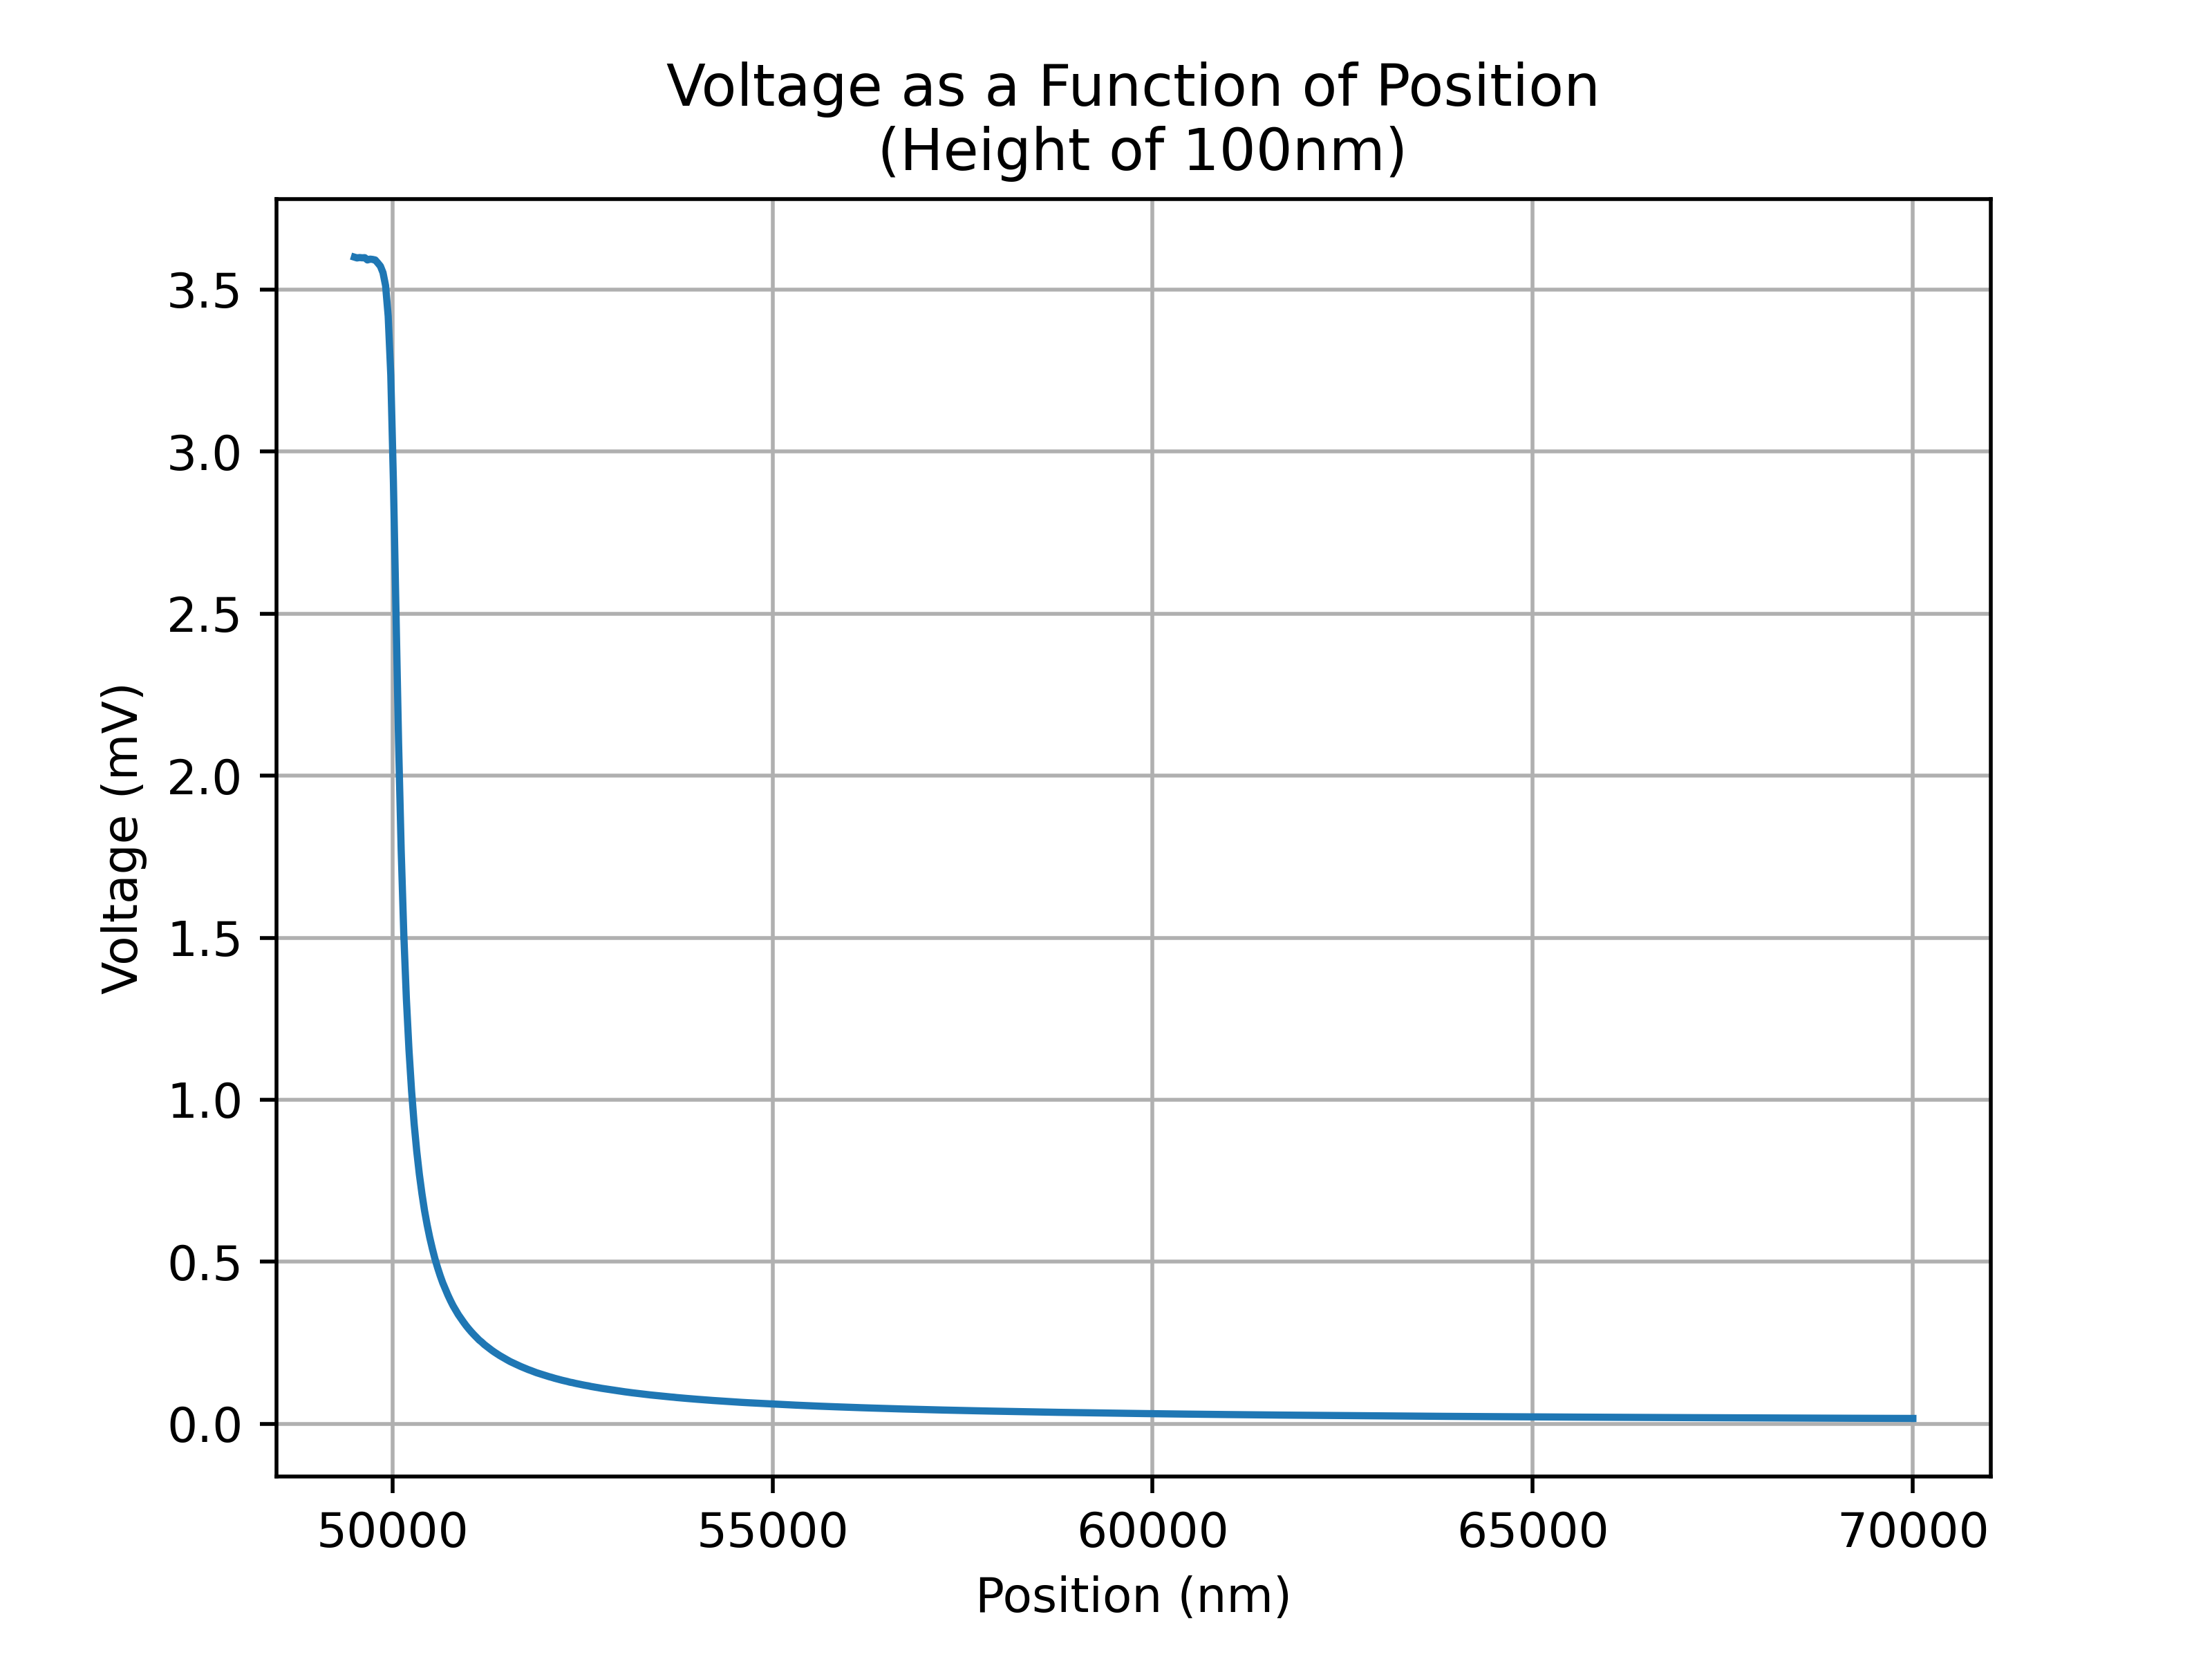 Voltage as a Function of Position
(Height of 100nm)
3.5
3.0
2.5
2.0
1.5
1.0
0.5
0.0
Voltage (mV)
50000 55000 60000 65000 70000
Position (nm)